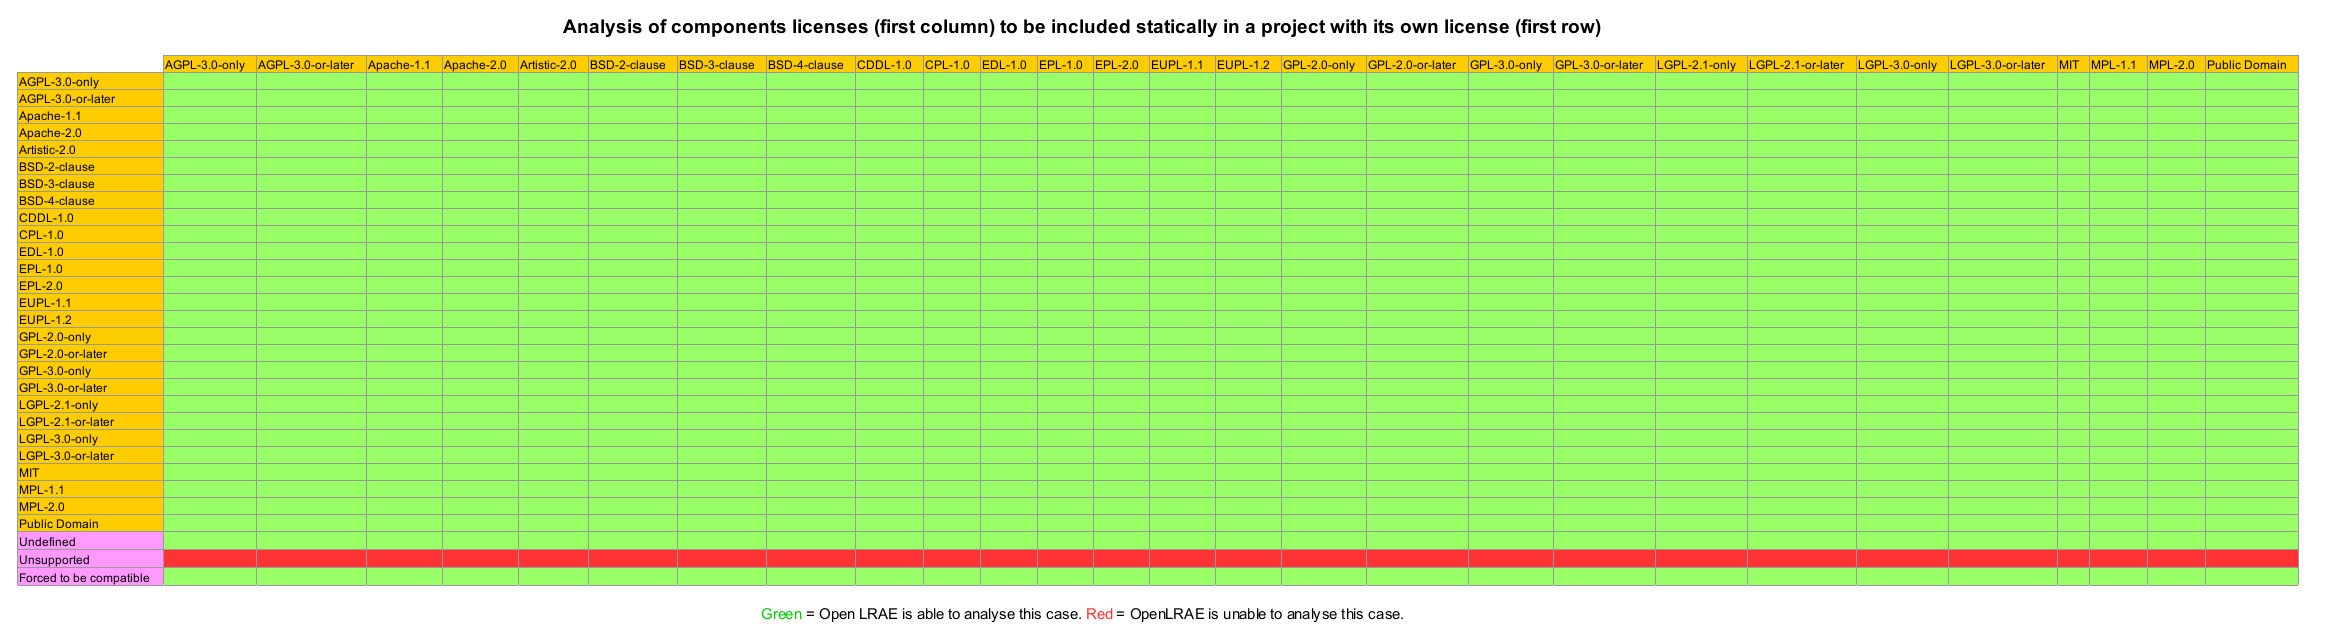 Analysis of components licenses (first column) to be included statically in a project with its own license (first row)
AGPL-3.0-only AGPL-3.0-or-later Apache-1.1 Apache-2.0 Artistic-2.0 BSD-2-clause BSD-3-clause BSD-4-clause CDDL-1.0 CPL-1.0 EDL-1.0 EPL-1.0 EPL-2.0 EUPL-1.1 EUPL-1.2 GPL-2.0-only GPL-2.0-or-later GPL-3.0-only GPL-3.0-or-later LGPL-2.1-only LGPL-2.1-or-later LGPL-3.0-only LGPL-3.0-or-later MIT MPL-1.1 MPL-2.0 Public Domain
AGPL-3.0-only
AGPL-3.0-or-later
Apache-1.1
Apache-2.0
Artistic-2.0
BSD-2-clause
BSD-3-clause
BSD-4-clause
CDDL-1.0
CPL-1.0
EDL-1.0
EPL-1.0
EPL-2.0
EUPL-1.1
EUPL-1.2
GPL-2.0-only
GPL-2.0-or-later
GPL-3.0-only
GPL-3.0-or-later
LGPL-2.1-only
LGPL-2.1-or-later
LGPL-3.0-only
LGPL-3.0-or-later
MIT
MPL-1.1
MPL-2.0
Public Domain
Undefined
Unsupported
Forced to be compatible
Green = Open LRAE is able to analyse this case. Red = OpenLRAE is unable to analyse this case.